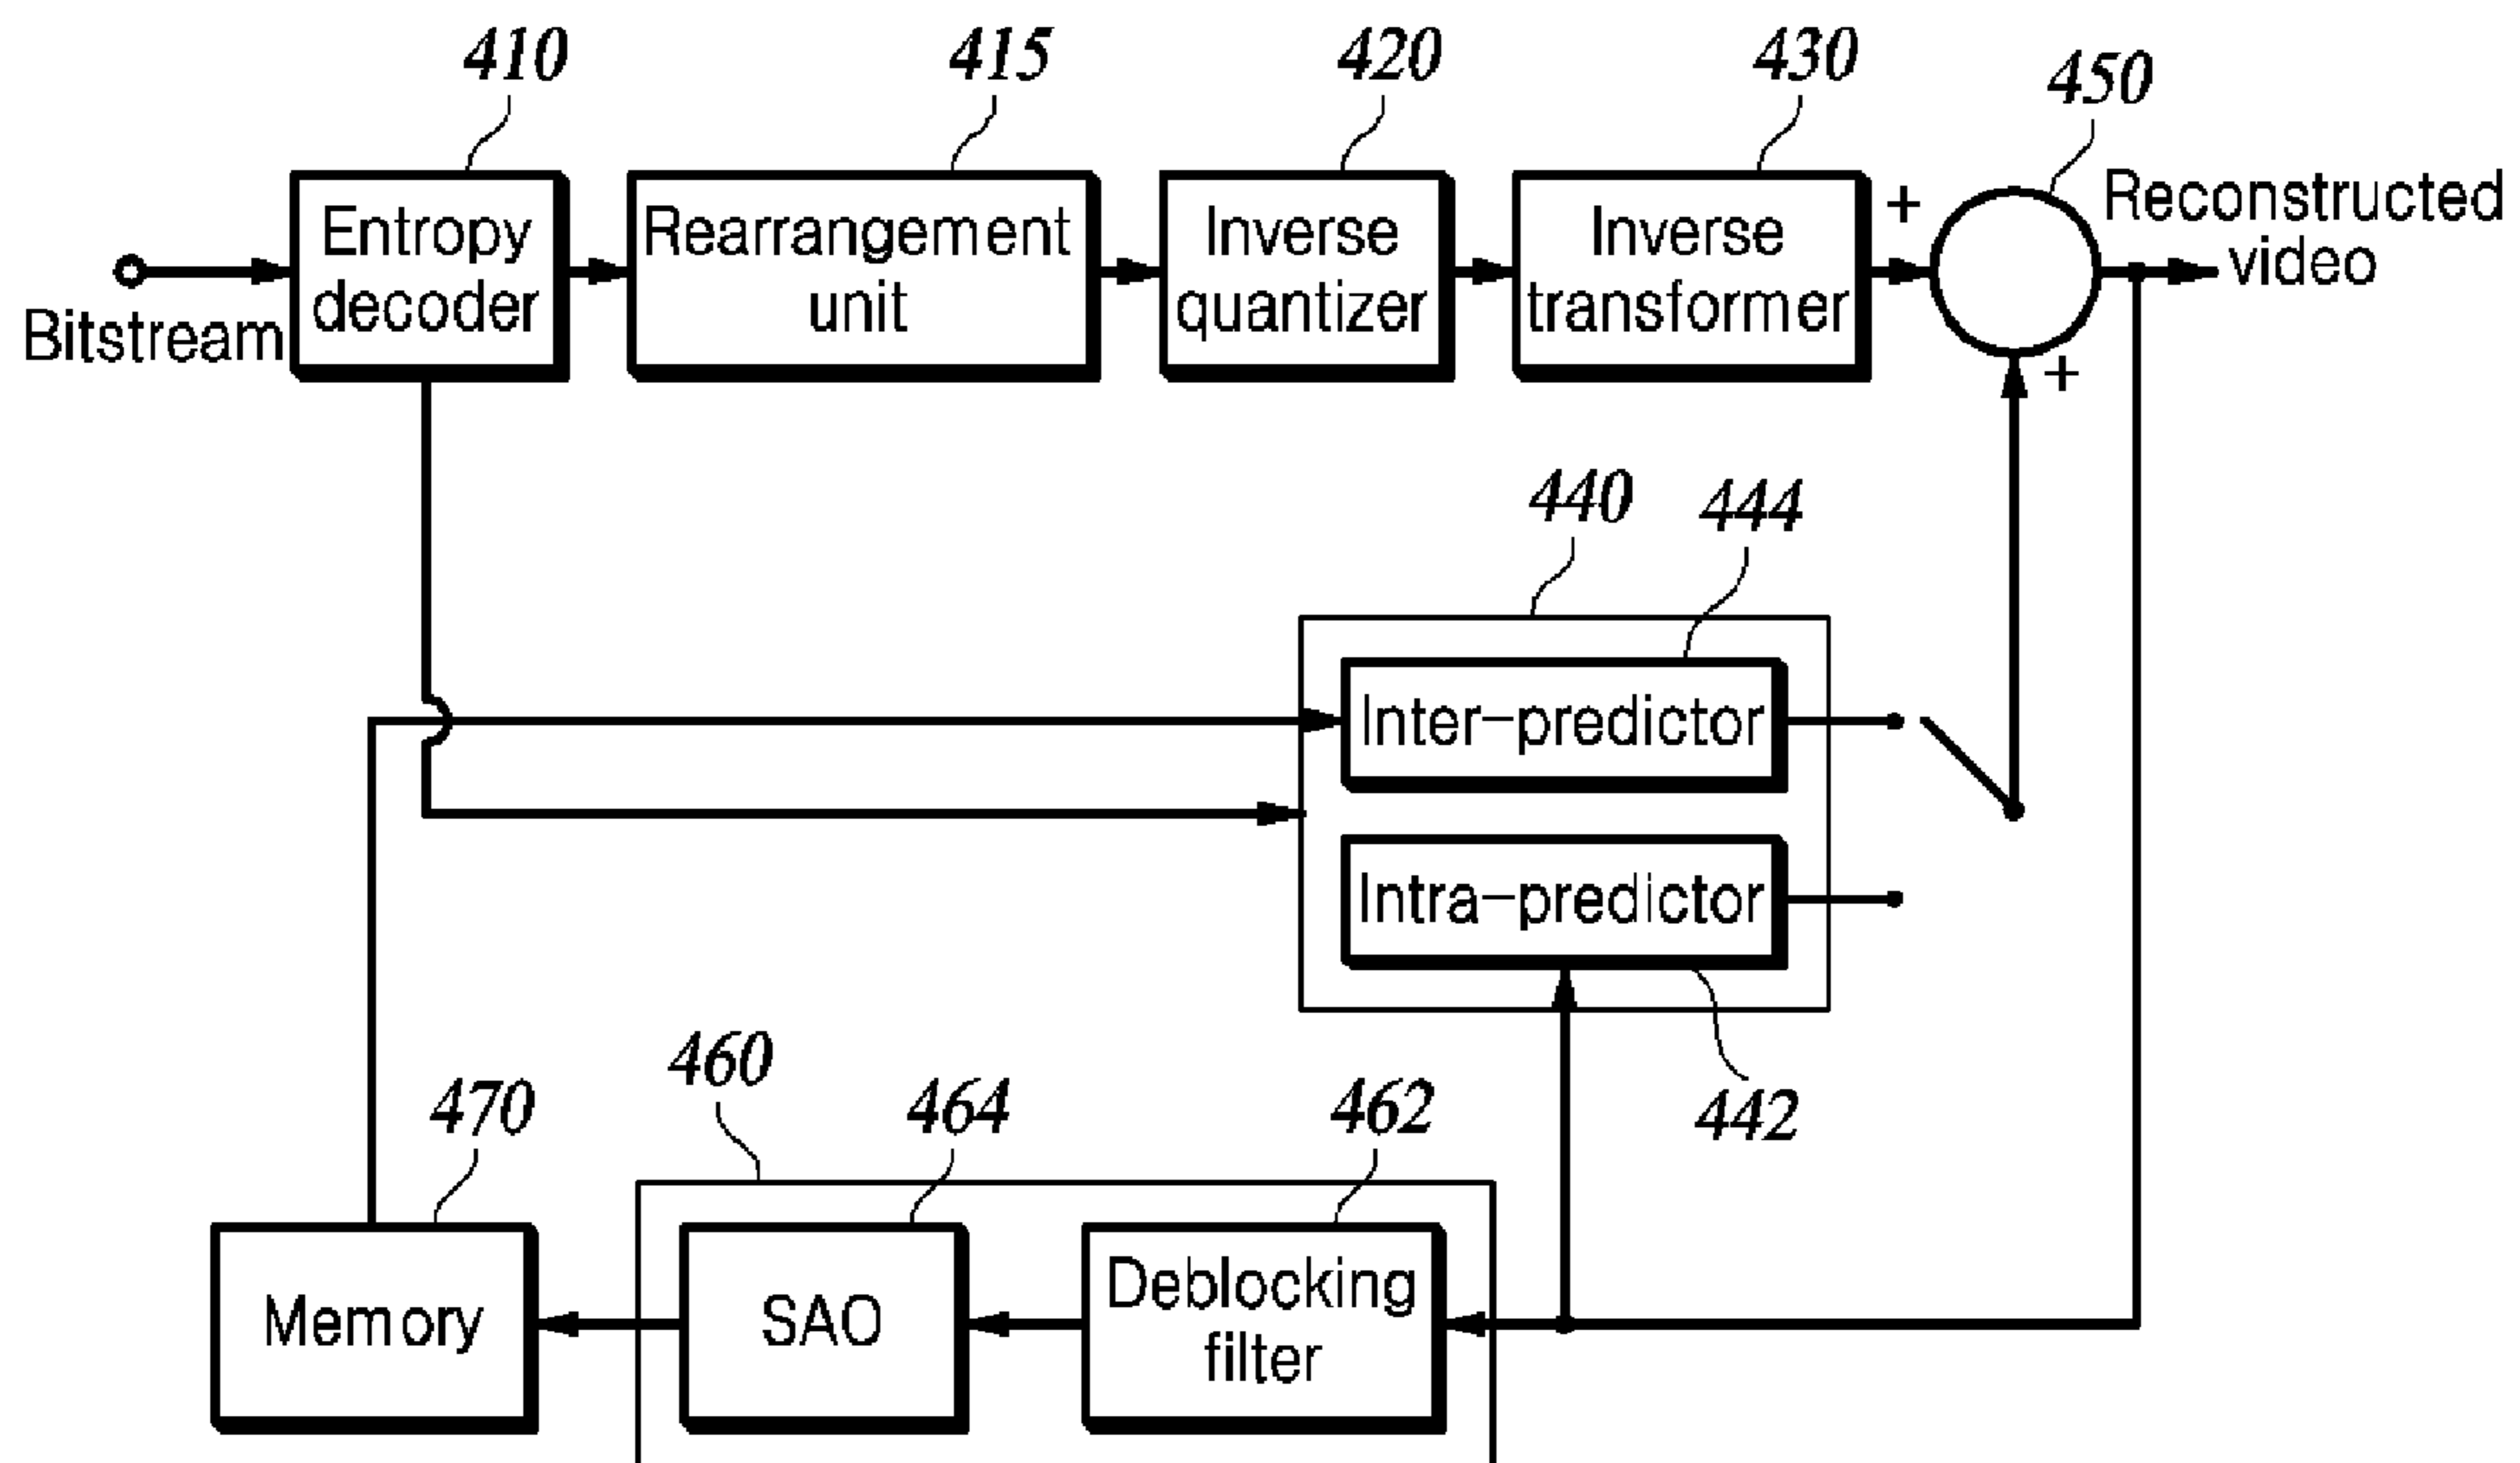 410
415
420
430
450
Entropy
decoder
Rearrangement
unit
Inverse
quantizer
Inverse
transformer
+
Reconstructed
video
Bitstream
+
440
444
Inter-predictor
Intra-predictor
442
460
470
464
462
Memory
SAO
Deblocking
filter